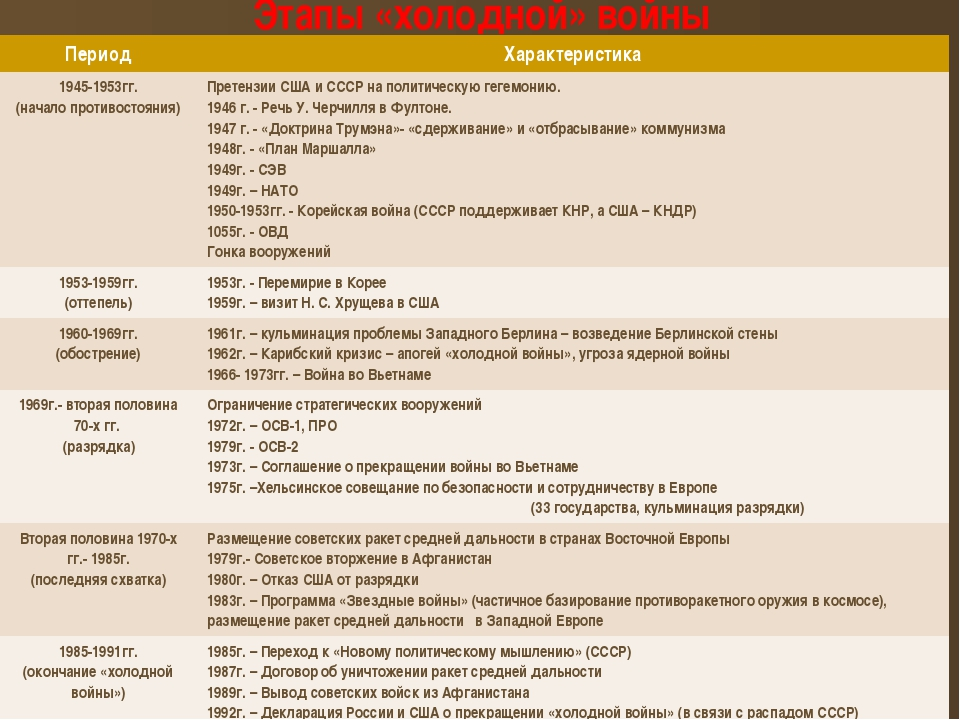 Этапы «холодной» войны
Период
Характеристика
1945-1953гг.
(начало противостояния)
Претензии США и СССР на политическую гегемонию.
1946 г. - Речь У. Черчилля в Фултоне.
1947 г. - «Доктрина Трумэна»- «сдерживание» и «отбрасывание» коммунизма
1948г. - «План Маршалла»
1949г. - СЭВ
1949г. – НАТО
1950-1953гг. - Корейская война (СССР поддерживает КНР, а США – КНДР)
1055г. - ОВД
Гонка вооружений
1953-1959гг.
(оттепель)
1953г. - Перемирие в Корее
1959г. – визит Н. С. Хрущева в США
1960-1969гг.
(обострение)
1961г. – кульминация проблемы Западного Берлина – возведение Берлинской стены
1962г. – Карибский кризис – апогей «холодной войны», угроза ядерной войны
1966- 1973гг. – Война во Вьетнаме
1969г.- вторая половина
70-х гг.
(разрядка)
Ограничение стратегических вооружений
1972г. – ОСВ-1, ПРО
1979г. - ОСВ-2
1973г. – Соглашение о прекращении войны во Вьетнаме
1975г. –Хельсинское совещание по безопасности и сотрудничеству в Европе
(33 государства, кульминация разрядки)
Вторая половина 1970-х
гг.- 1985г.
(последняя схватка)
Размещение советских ракет средней дальности в странах Восточной Европы
1979г.- Советское вторжение в Афганистан
1980г. – Отказ США от разрядки
1983г. – Программа «Звездные войны» (частичное базирование противоракетного оружия в космосе),
размещение ракет средней дальности в Западной Европе
1985-1991гг.
(окончание «холодной
войны»)
1985г. – Переход к «Новому политическому мышлению» (СССР)
1987г. – Договор об уничтожении ракет средней дальности
1989г. – Вывод советских войск из Афганистана
1992г. – Декларация России и США о прекращении «холодной войны» (в связи с распадом СССР)